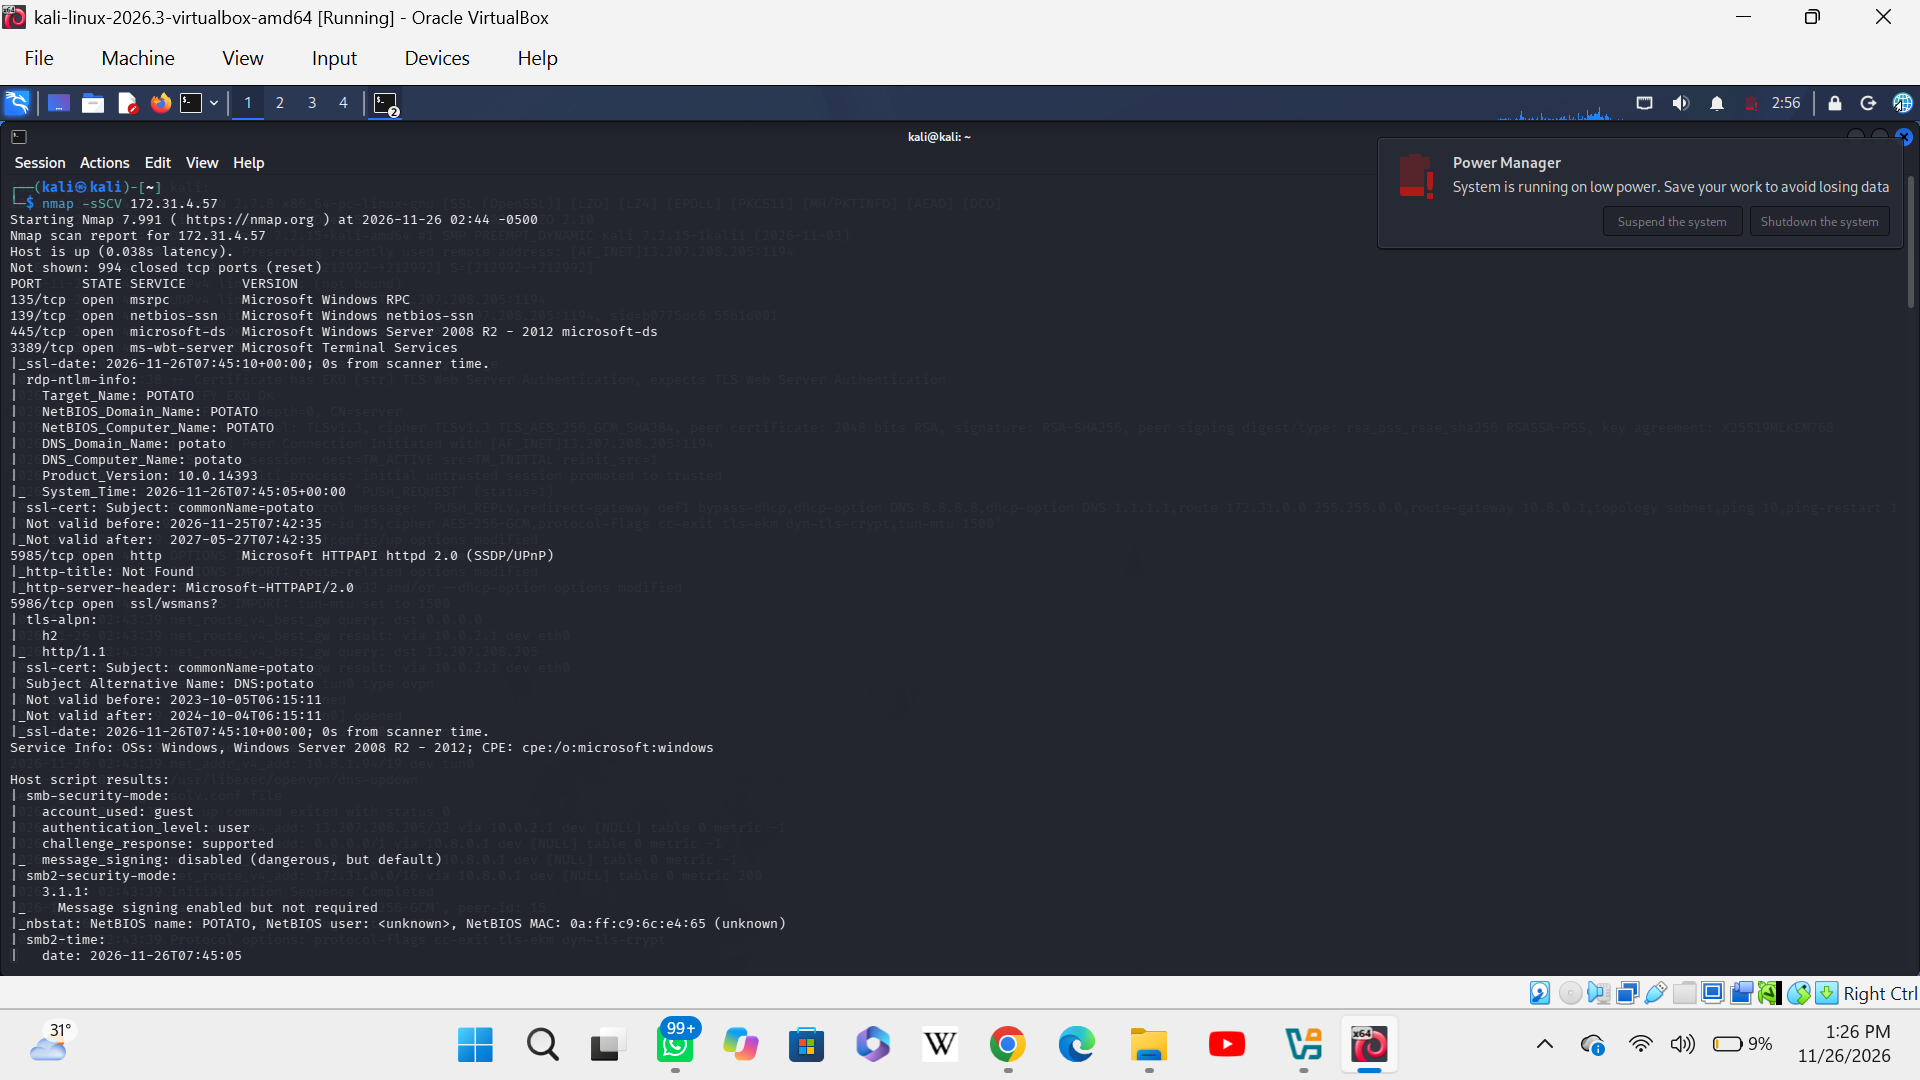 kali-linux-2026.3-virtualbox-amd64 [Running] - Oracle VirtualBox
File Machine View Input Devices Help
1 2 3 4 2 2:56
kali@kali: ~
Session Actions Edit View Help
Power Manager
System is running on low power. Save your work to avoid losing data
Suspend the system Shutdown the system
┌──(kali㉿kali)-[~]
└─$ nmap -sSCV 172.31.4.57
Starting Nmap 7.991 ( https://nmap.org ) at 2026-11-26 02:44 -0500
Nmap scan report for 172.31.4.57
Host is up (0.038s latency).
Not shown: 994 closed tcp ports (reset)
PORT     STATE SERVICE       VERSION
135/tcp  open  msrpc         Microsoft Windows RPC
139/tcp  open  netbios-ssn   Microsoft Windows netbios-ssn
445/tcp  open  microsoft-ds  Microsoft Windows Server 2008 R2 - 2012 microsoft-ds
3389/tcp open  ms-wbt-server Microsoft Terminal Services
|_ssl-date: 2026-11-26T07:45:10+00:00; 0s from scanner time.
| rdp-ntlm-info:
|   Target_Name: POTATO
|   NetBIOS_Domain_Name: POTATO
|   NetBIOS_Computer_Name: POTATO
|   DNS_Domain_Name: potato
|   DNS_Computer_Name: potato
|   Product_Version: 10.0.14393
|_  System_Time: 2026-11-26T07:45:05+00:00
| ssl-cert: Subject: commonName=potato
| Not valid before: 2026-11-25T07:42:35
|_Not valid after:  2027-05-27T07:42:35
5985/tcp open  http          Microsoft HTTPAPI httpd 2.0 (SSDP/UPnP)
|_http-title: Not Found
|_http-server-header: Microsoft-HTTPAPI/2.0
5986/tcp open  ssl/wsmans?
| tls-alpn:
|   h2
|_  http/1.1
| ssl-cert: Subject: commonName=potato
| Subject Alternative Name: DNS:potato
| Not valid before: 2023-10-05T06:15:11
|_Not valid after:  2024-10-04T06:15:11
|_ssl-date: 2026-11-26T07:45:10+00:00; 0s from scanner time.
Service Info: OSs: Windows, Windows Server 2008 R2 - 2012; CPE: cpe:/o:microsoft:windows
Host script results:
| smb-security-mode:
|   account_used: guest
|   authentication_level: user
|   challenge_response: supported
|_  message_signing: disabled (dangerous, but default)
| smb2-security-mode:
|   3.1.1:
|_    Message signing enabled but not required
|_nbstat: NetBIOS name: POTATO, NetBIOS user: <unknown>, NetBIOS MAC: 0a:ff:c9:6c:e4:65 (unknown)
| smb2-time:
|   date: 2026-11-26T07:45:05
Right Ctrl
31°
99+
W
x64
9%
1:26 PM
11/26/2026